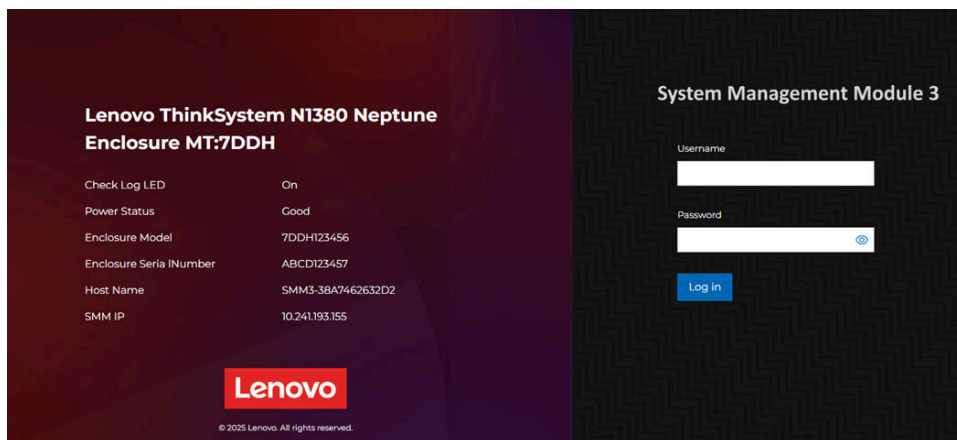 Lenovo ThinkSystem N1380 Neptune
Enclosure MT:7DDH
Check Log LED On
Power Status Good
Enclosure Model 7DDH123456
Enclosure Seria lNumber ABCD123457
Host Name SMM3-38A7462632D2
SMM IP 10.241.193.155
Lenovo
© 2025 Lenovo. All rights reserved.
System Management Module 3
Username
Password
Log in